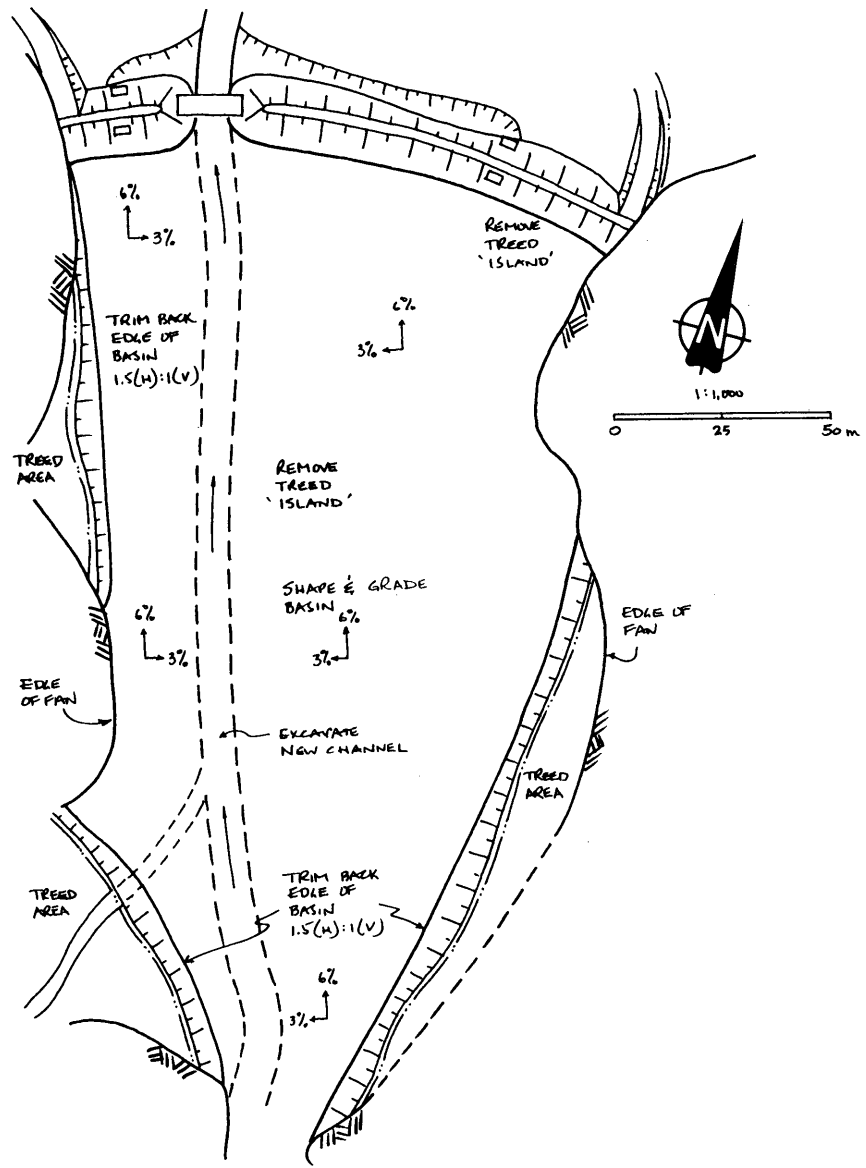 6%
3%
REMOVE
TREED
'ISLAND'
N
6%
3%
TRIM BACK
EDGE OF
BASIN
1.5(H):1(V)
1:1,000
0 25 50 m
TREED
AREA
REMOVE
TREED
'ISLAND'
SHAPE & GRADE
BASIN
6%
3%
6%
3%
EDGE OF
FAN
EDGE
OF FAN
EXCAVATE
NEW CHANNEL
TREED
AREA
TREED
AREA
TRIM BACK
EDGE OF
BASIN
1.5(H):1(V)
6%
3%